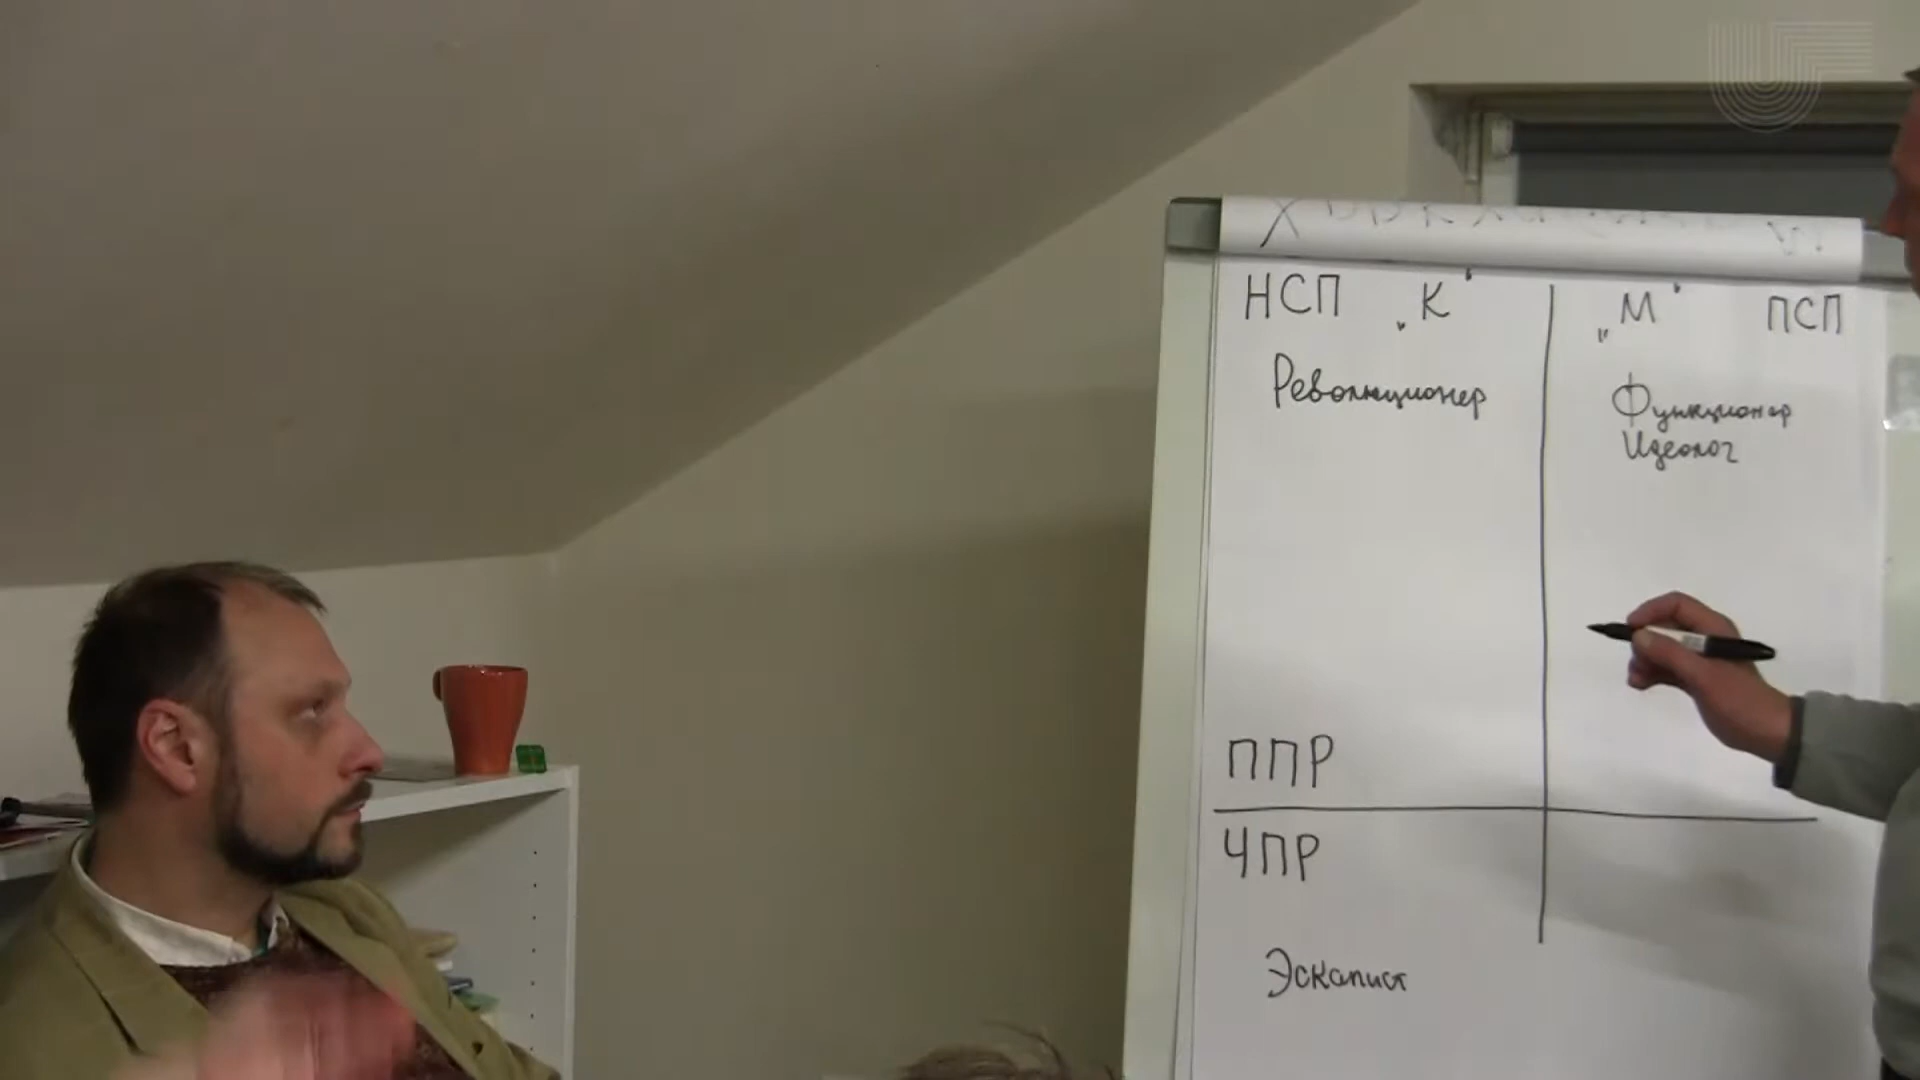 НСП „К“ „М“ ПСП
Революционер
Функционер
Идеолог
ППР
ЧПР
Эскапист